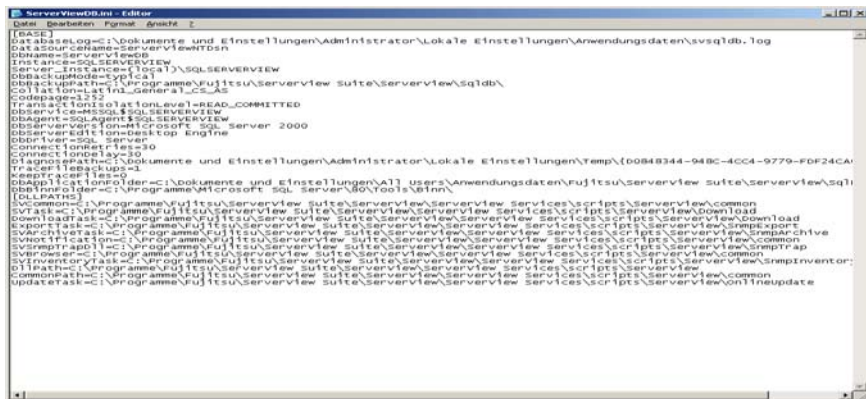 ServerViewDB.ini - Editor
Datei Bearbeiten Format Ansicht ?
[BASE]
DatabaseLog=C:\Dokumente und Einstellungen\Administrator\Lokale Einstellungen\Anwendungsdaten\svsqldb.log
DataSourceName=ServerViewNTDsn
DbName=ServerViewDB
Instance=SQLSERVERVIEW
Server_Instance=(local)\SQLSERVERVIEW
DbBackupMode=typical
DbBackupPath=C:\Programme\Fujitsu\ServerView Suite\ServerView\Sqldb\
Collation=Latin1_General_CS_AS
Codepage=1252
TransactionIsolationLevel=READ_COMMITTED
DbService=MSSQL$SQLSERVERVIEW
DbAgent=SQLAgent$SQLSERVERVIEW
DbServerVersion=Microsoft SQL Server 2000
DbServerEdition=Desktop Engine
DbDriver=SQL Server
ConnectionRetries=30
ConnectionDelay=30
DiagnosePath=C:\Dokumente und Einstellungen\Administrator\Lokale Einstellungen\Temp\{D0848344-948C-4CC4-9779-FDF24CA
TraceFileBackups=1
KeepTraceFiles=0
DbApplicationFolder=C:\Dokumente und Einstellungen\All Users\Anwendungsdaten\Fujitsu\ServerView Suite\ServerView\Sql
DbBinnFolder=C:\Programme\Microsoft SQL Server\80\Tools\Binn\
[DLLPATHS]
SVCommon=C:\Programme\Fujitsu\ServerView Suite\ServerView\ServerView Services\scripts\ServerView\common
SVTask=C:\Programme\Fujitsu\ServerView Suite\ServerView\ServerView Services\scripts\ServerView\Download
DownloadTask=C:\Programme\Fujitsu\ServerView Suite\ServerView\ServerView Services\scripts\ServerView\Download
ExportTask=C:\Programme\Fujitsu\ServerView Suite\ServerView\ServerView Services\scripts\ServerView\SnmpExport
SVArchiveTask=C:\Programme\Fujitsu\ServerView Suite\ServerView\ServerView Services\scripts\ServerView\SnmpArchive
SVNotification=C:\Programme\Fujitsu\ServerView Suite\ServerView\ServerView Services\scripts\ServerView\common
SVSnmpTrapDll=C:\Programme\Fujitsu\ServerView Suite\ServerView\ServerView Services\scripts\ServerView\SnmpTrap
SVBrowser=C:\Programme\Fujitsu\ServerView Suite\ServerView\ServerView Services\scripts\ServerView\common
SVInventoryTask=C:\Programme\Fujitsu\ServerView Suite\ServerView\ServerView Services\scripts\ServerView\SnmpInventory
DllPath=C:\Programme\Fujitsu\ServerView Suite\ServerView\ServerView Services\scripts\ServerView
CommonPath=C:\Programme\Fujitsu\ServerView Suite\ServerView\ServerView Services\scripts\ServerView\common
UpdateTask=C:\Programme\Fujitsu\ServerView Suite\ServerView\ServerView Services\scripts\ServerView\OnlineUpdate